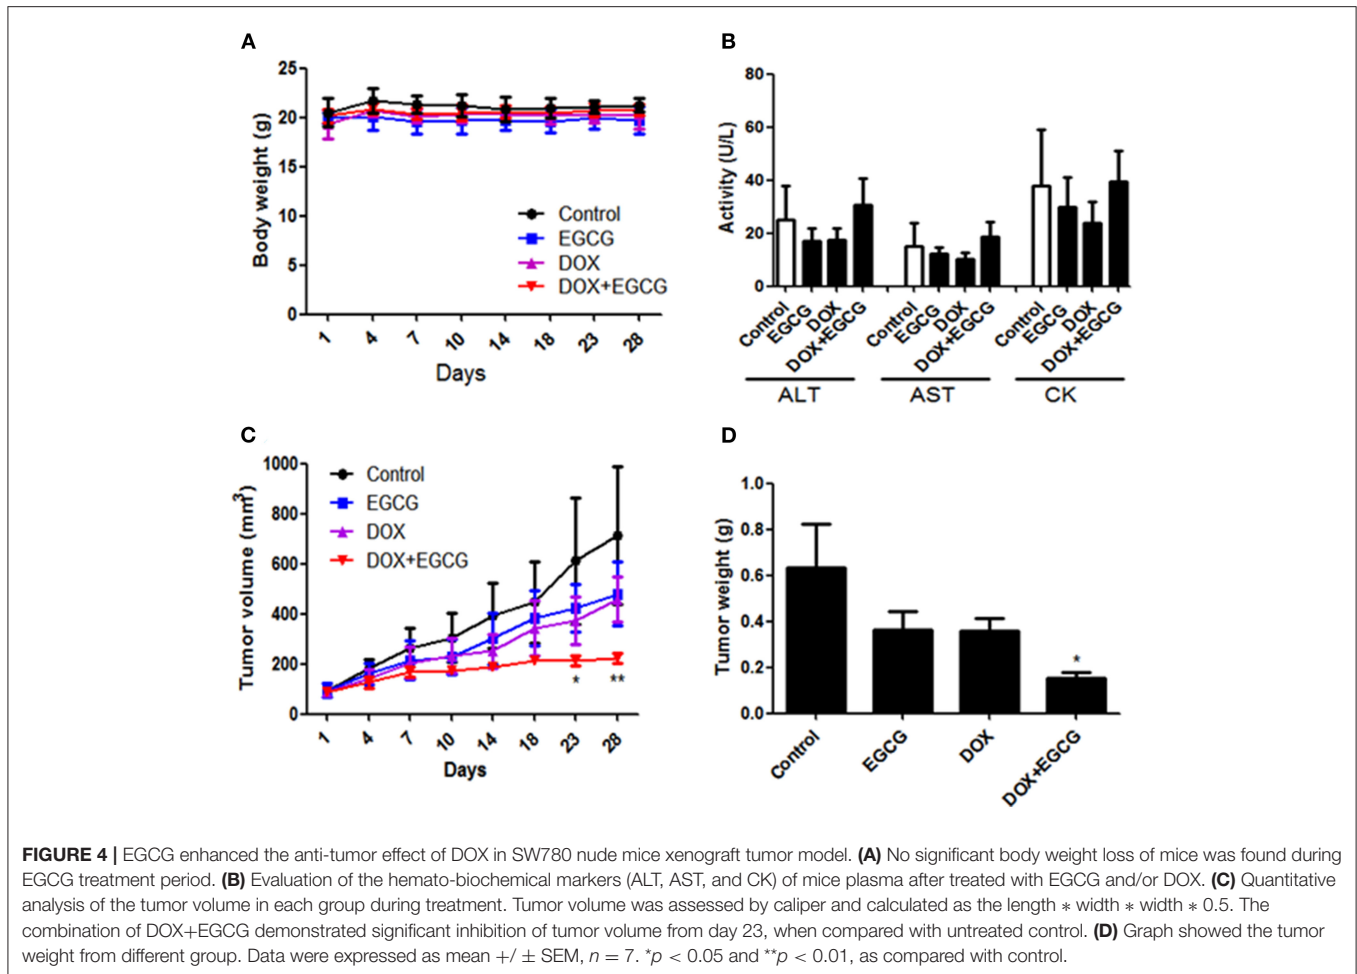 A
25
20
15
10
5
0
Body weight (g)
Control
EGCG
DOX
DOX+EGCG
1 4 7 10 14 18 23 28
Days
B
80
60
40
20
0
Activity (U/L)
Control EGCG DOX DOX+EGCG Control EGCG DOX DOX+EGCG Control EGCG DOX DOX+EGCG
ALT AST CK
C
1000
800
600
400
200
0
Tumor volume (mm³)
Control
EGCG
DOX
DOX+EGCG
* **
1 4 7 10 14 18 23 28
Days
D
1.0
0.8
0.6
0.4
0.2
0.0
Tumor weight (g)
*
Control EGCG DOX DOX+EGCG
FIGURE 4 | EGCG enhanced the anti-tumor effect of DOX in SW780 nude mice xenograft tumor model. (A) No significant body weight loss of mice was found during
EGCG treatment period. (B) Evaluation of the hemato-biochemical markers (ALT, AST, and CK) of mice plasma after treated with EGCG and/or DOX. (C) Quantitative
analysis of the tumor volume in each group during treatment. Tumor volume was assessed by caliper and calculated as the length * width * width * 0.5. The
combination of DOX+EGCG demonstrated significant inhibition of tumor volume from day 23, when compared with untreated control. (D) Graph showed the tumor
weight from different group. Data were expressed as mean +/ ± SEM, n = 7. *p < 0.05 and **p < 0.01, as compared with control.